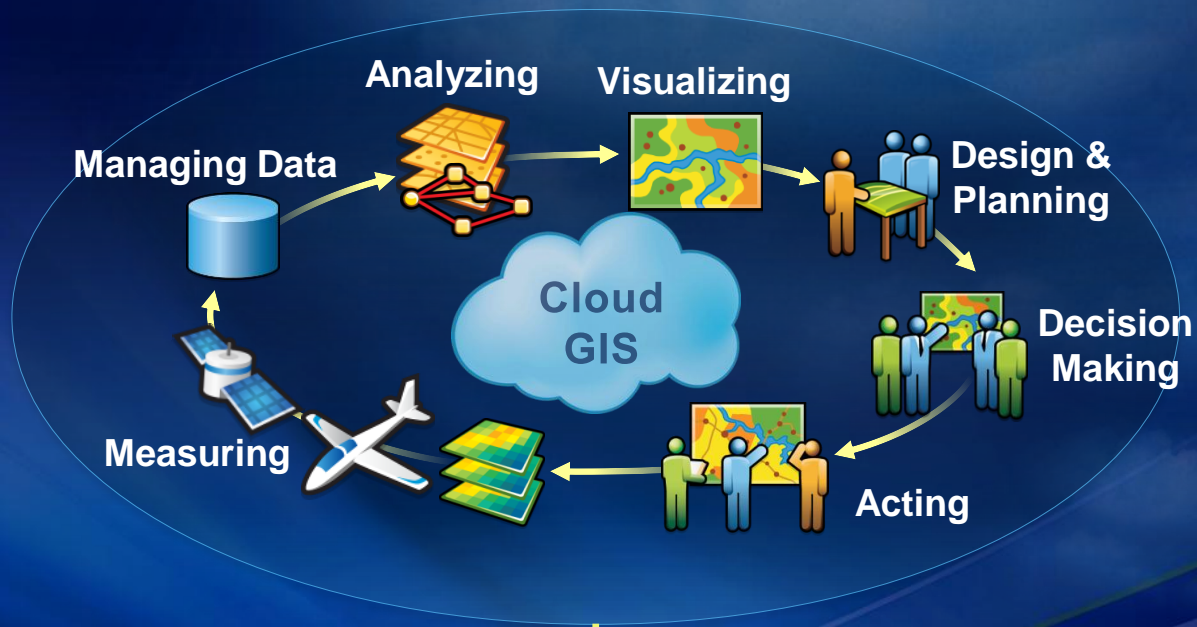 Analyzing
Visualizing
Managing Data
Design &
Planning
Cloud
GIS
Decision
Making
Measuring
Acting